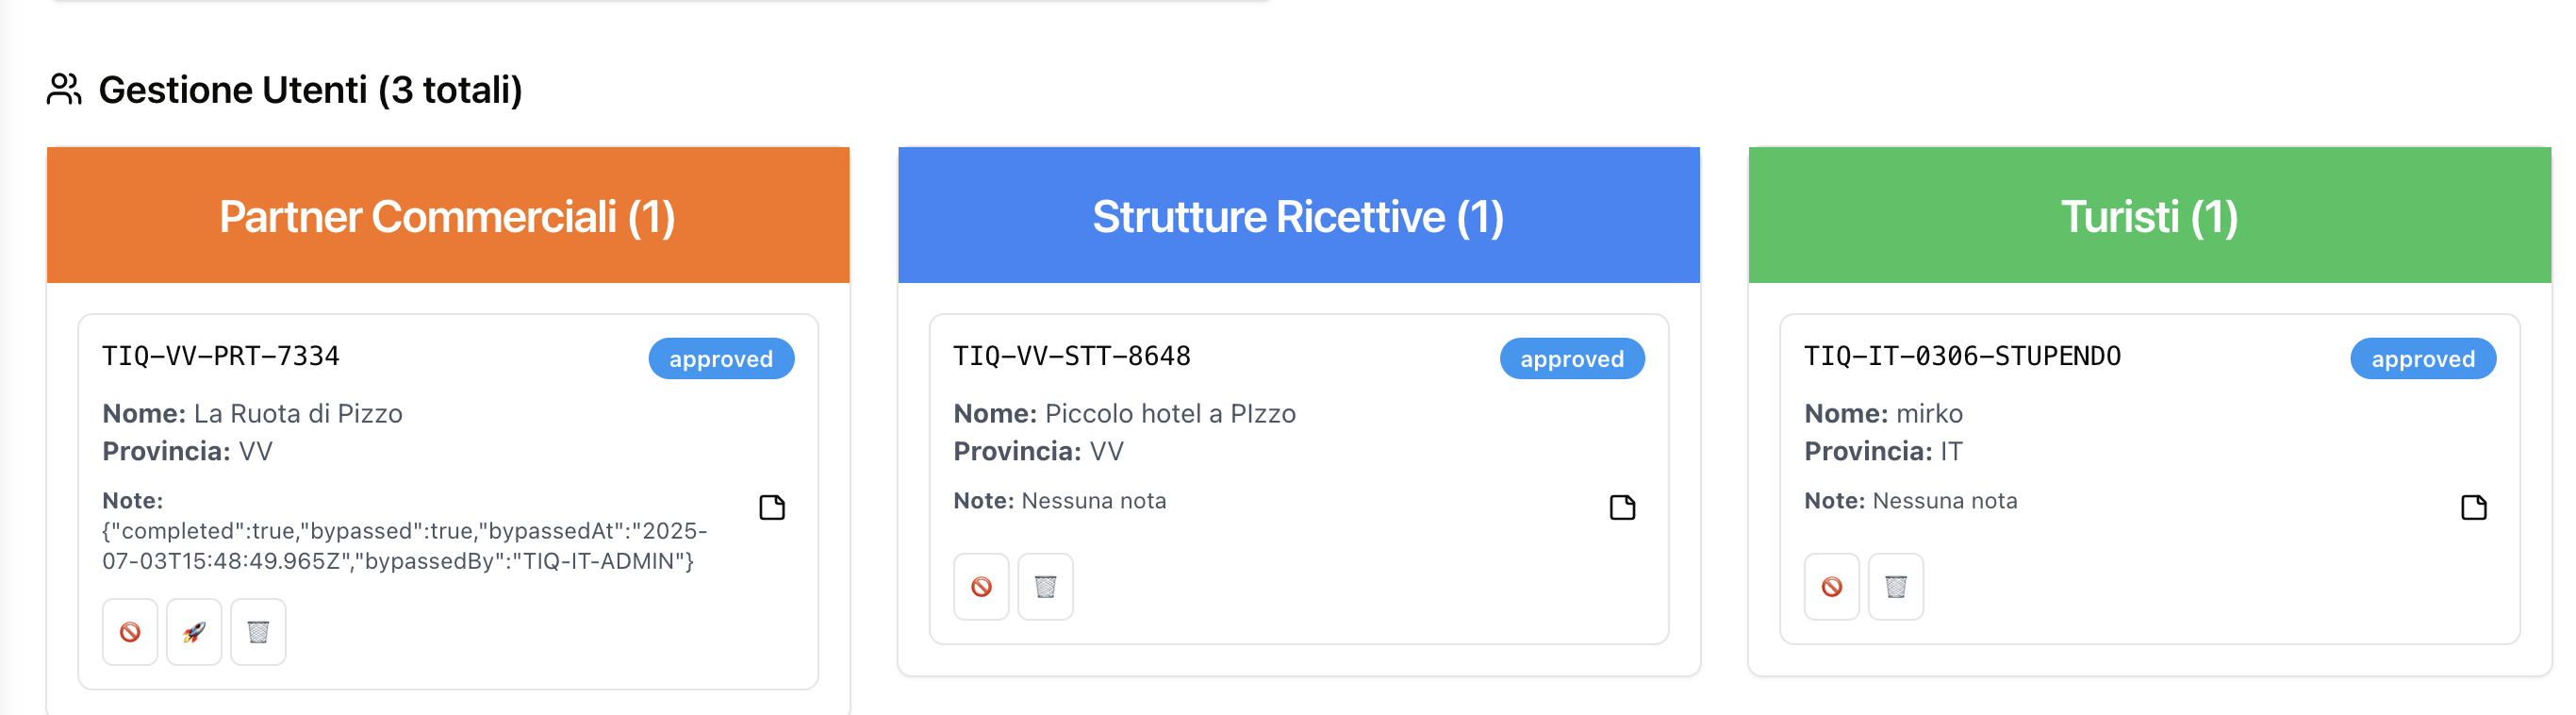 Gestione Utenti (3 totali)
Partner Commerciali (1)
TIQ-VV-PRT-7334
approved
Nome: La Ruota di Pizzo
Provincia: VV
Note:
{"completed":true,"bypassed":true,"bypassedAt":"2025-
07-03T15:48:49.965Z","bypassedBy":"TIQ-IT-ADMIN"}
Strutture Ricettive (1)
TIQ-VV-STT-8648
approved
Nome: Piccolo hotel a PIzzo
Provincia: VV
Note: Nessuna nota
Turisti (1)
TIQ-IT-0306-STUPENDO
approved
Nome: mirko
Provincia: IT
Note: Nessuna nota